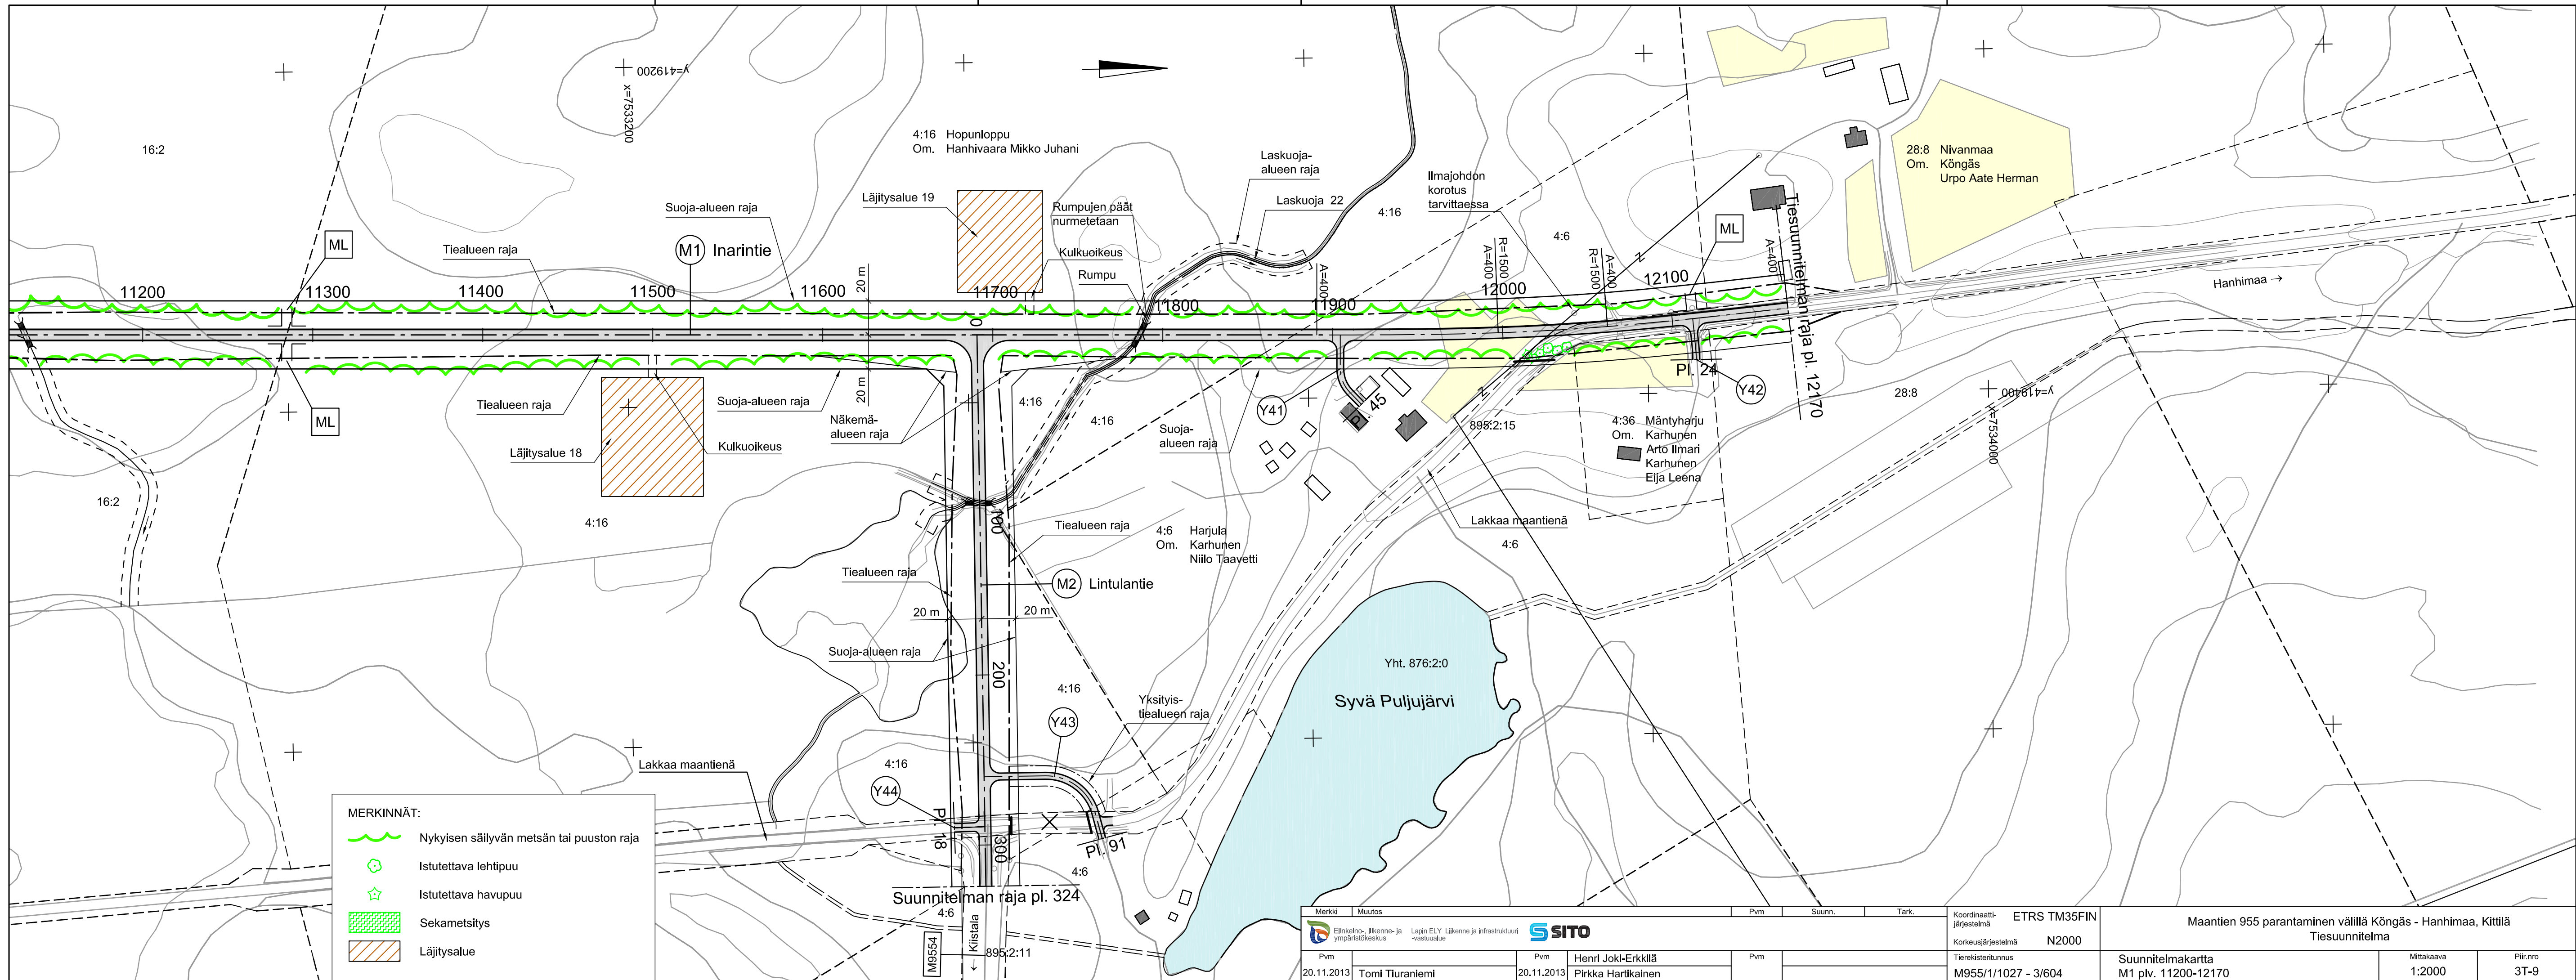 y=419200
x=7533200
16:2
4:16 Hopunloppu
Om. Hanhivaara Mikko Juhani
Läjitysalue 19
Suoja-alueen raja
Tiealueen raja
ML
M1 Inarintie
20 m
Rumpujen päät
nurmetetaan
Kulkuoikeus
Rumpu
Laskuoja-
alueen raja
Laskuoja 22
4:16
Ilmajohdon
korotus
tarvittaessa
4:6
ML
28:8 Nivanmaa
Om. Köngäs
Urpo Aate Herman
Hanhimaa →
A=400
R=1500
A=400
A=400
R=1500
A=400
Tiesuunnitelman raja pl. 12170
11200
11300
11400
11500
11600
11700
11800
11900
12000
12100
0
ML
Tiealueen raja
Läjitysalue 18
Suoja-alueen raja
Kulkuoikeus
20 m
Näkemä-
alueen raja
4:16
4:16
Suoja-
alueen raja
Y41
Pl. 45
895:2:15
Pl. 24
Y42
4:36 Mäntyharju
Om. Karhunen
Arto Ilmari
Karhunen
Eija Leena
28:8
y=419400
x=7534000
16:2
4:16
100
Tiealueen raja
4:6 Harjula
Om. Karhunen
Niilo Taavetti
Lakkaa maantienä
4:6
Tiealueen raja
M2 Lintulantie
20 m
20 m
Suoja-alueen raja
200
4:16
Yksityis-
tiealueen raja
Y43
Yht. 876:2:0
Syvä Puljujärvi
Lakkaa maantienä
4:16
Y44
Pl. 18
300
Pl. 91
4:6
Suunnitelman raja pl. 324
4:6
M9554
← Kiistala
895:2:11
MERKINNÄT:
Nykyisen säilyvän metsän tai puuston raja
Istutettava lehtipuu
Istutettava havupuu
Sekametsitys
Läjitysalue
Merkki Muutos Pvm Suunn. Tark.
Elinkeino-, liikenne- ja
ympäristökeskus
Lapin ELY Liikenne ja infrastruktuuri
-vastuualue
SITO
Pvm
20.11.2013 Tomi Tiuraniemi
Pvm Henri Joki-Erkkilä
20.11.2013 Pirkka Hartikainen
Pvm
Koordinaatti-
järjestelmä ETRS TM35FIN
Korkeusjärjestelmä N2000
Tierekisteritunnus
M955/1/1027 - 3/604
Maantien 955 parantaminen välillä Köngäs - Hanhimaa, Kittilä
Tiesuunnitelma
Suunnitelmakartta
M1 plv. 11200-12170
Mittakaava
1:2000
Piir.nro
3T-9